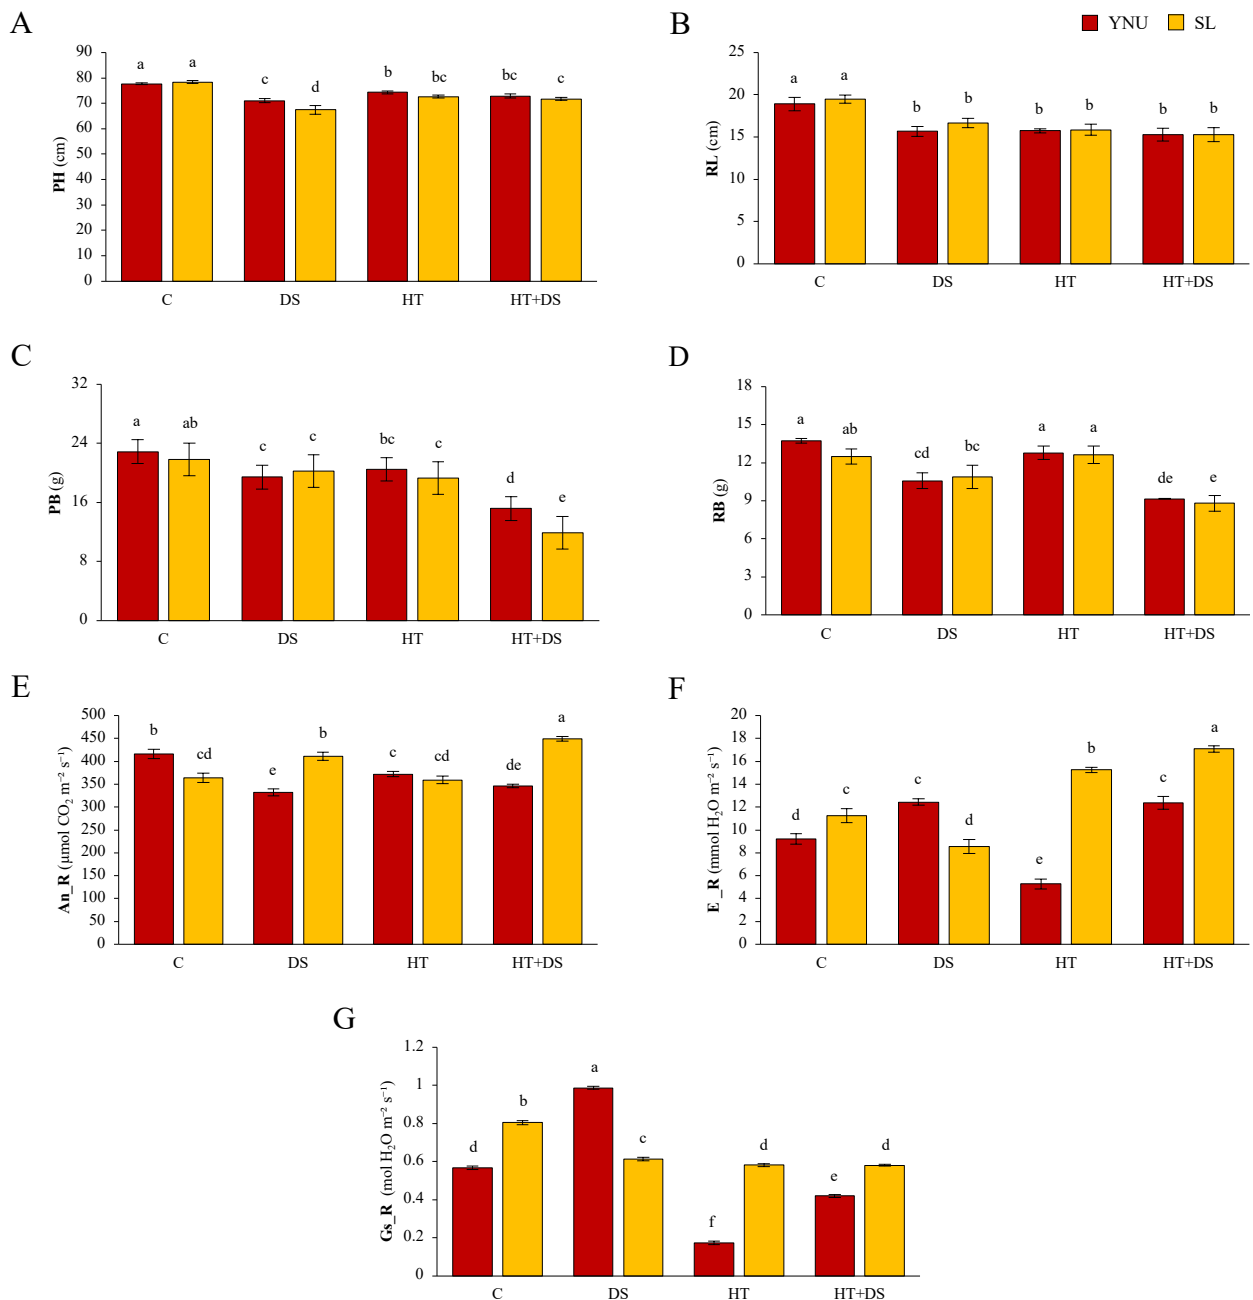 A
B
YNU SL
90
80
70
60
50
40
30
20
10
0
PH (cm)
a a c d b bc bc c
C DS HT HT+DS
25
20
15
10
5
0
RL (cm)
a a b b b b b b
C DS HT HT+DS
C
D
32
24
16
8
0
PB (g)
a ab c c bc c d e
C DS HT HT+DS
18
15
12
9
6
3
0
RB (g)
a ab cd bc a a de e
C DS HT HT+DS
E
F
500
450
400
350
300
250
200
150
100
50
0
An_R (μmol CO₂ m⁻² s⁻¹)
b cd e b c cd de a
C DS HT HT+DS
20
18
16
14
12
10
8
6
4
2
0
E_R (mmol H₂O m⁻² s⁻¹)
d c c d e b c a
C DS HT HT+DS
G
1.2
1
0.8
0.6
0.4
0.2
0
Gs_R (mol H₂O m⁻² s⁻¹)
d b a c f d e d
C DS HT HT+DS